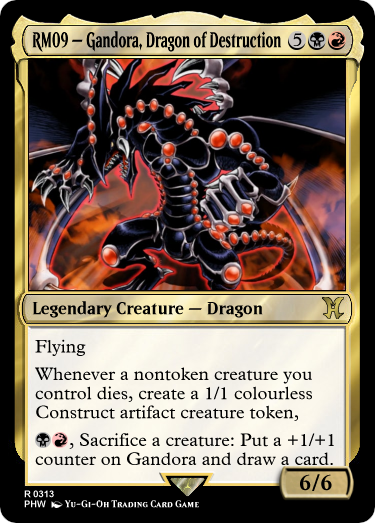 RM09 – Gandora, Dragon of Destruction 5
Legendary Creature — Dragon
Flying
Whenever a nontoken creature you
control dies, create a 1/1 colourless
Construct artifact creature token,
, Sacrifice a creature: Put a +1/+1
counter on Gandora and draw a card.
6/6
R 0313
PHW Yu-Gi-Oh Trading Card Game